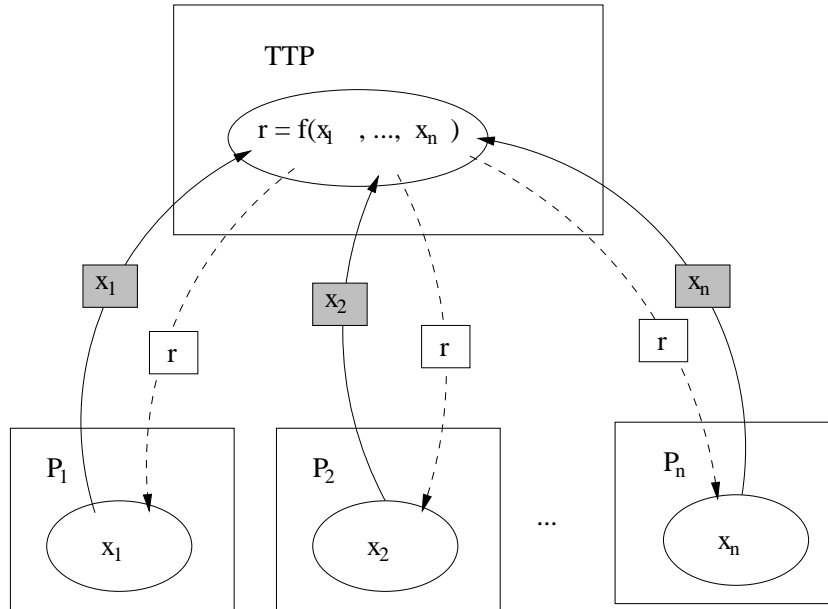 TTP
r = f(x₁ , ..., xₙ )
x₁
x₂
xₙ
r
r
r
P₁
P₂
Pₙ
...
x₁
x₂
xₙ